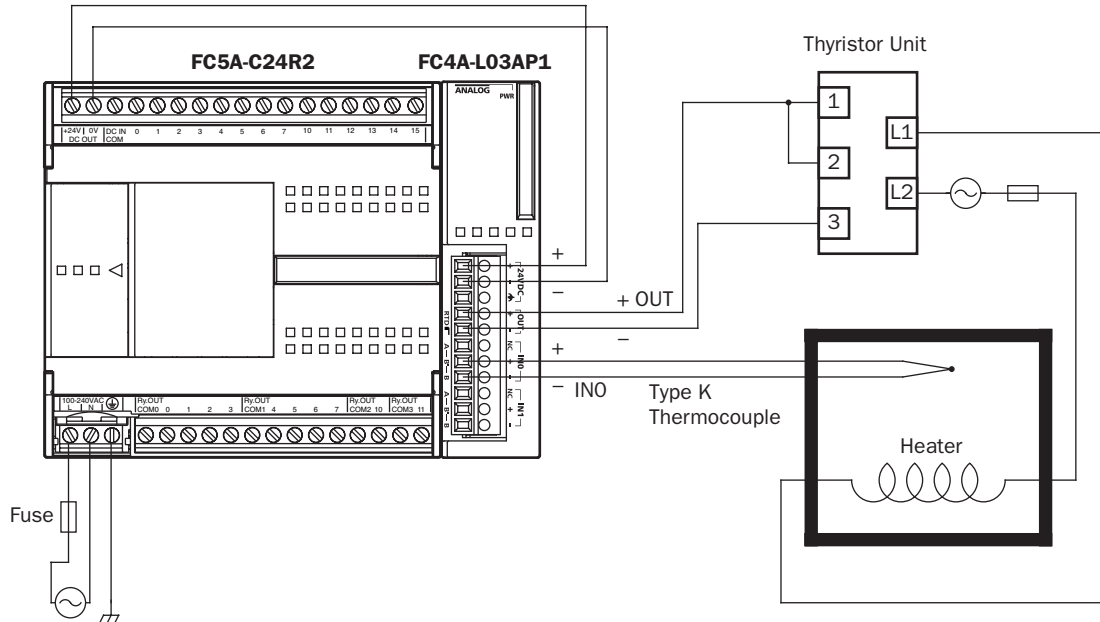 FC5A-C24R2
FC4A-L03AP1
Thyristor Unit
ANALOG
PWR
+24V 0V DC IN 0 1 2 3 4 5 6 7 10 11 12 13 14 15
DC OUT COM
1
2
3
L1
L2
+
24VDC
−
+ OUT
−
OUT
RTD
NC
A
B'
B
IN0
+
− IN0
Type K
Thermocouple
NC
A
B'
B
IN1
Heater
100-240VAC
L N
Ry.OUT Ry.OUT Ry.OUT Ry.OUT
COM0 0 1 2 3 COM1 4 5 6 7 COM2 10 COM3 11
Fuse